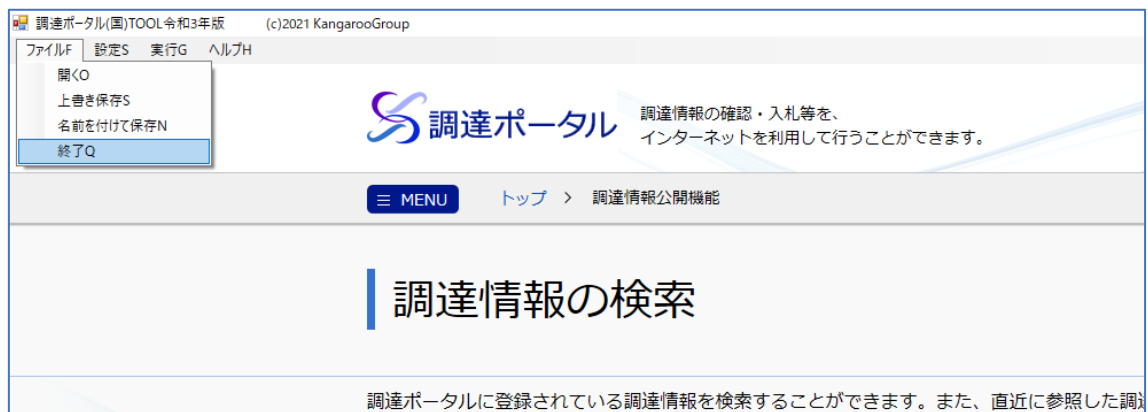 調達ポータル(国)TOOL令和3年版 (c)2021 KangarooGroup
ファイルF 設定S 実行G ヘルプH
開くO
上書き保存S
名前を付けて保存N
終了Q
調達ポータル
調達情報の確認・入札等を、
インターネットを利用して行うことができます。
MENU トップ > 調達情報公開機能
調達情報の検索
調達ポータルに登録されている調達情報を検索することができます。また、直近に参照した調